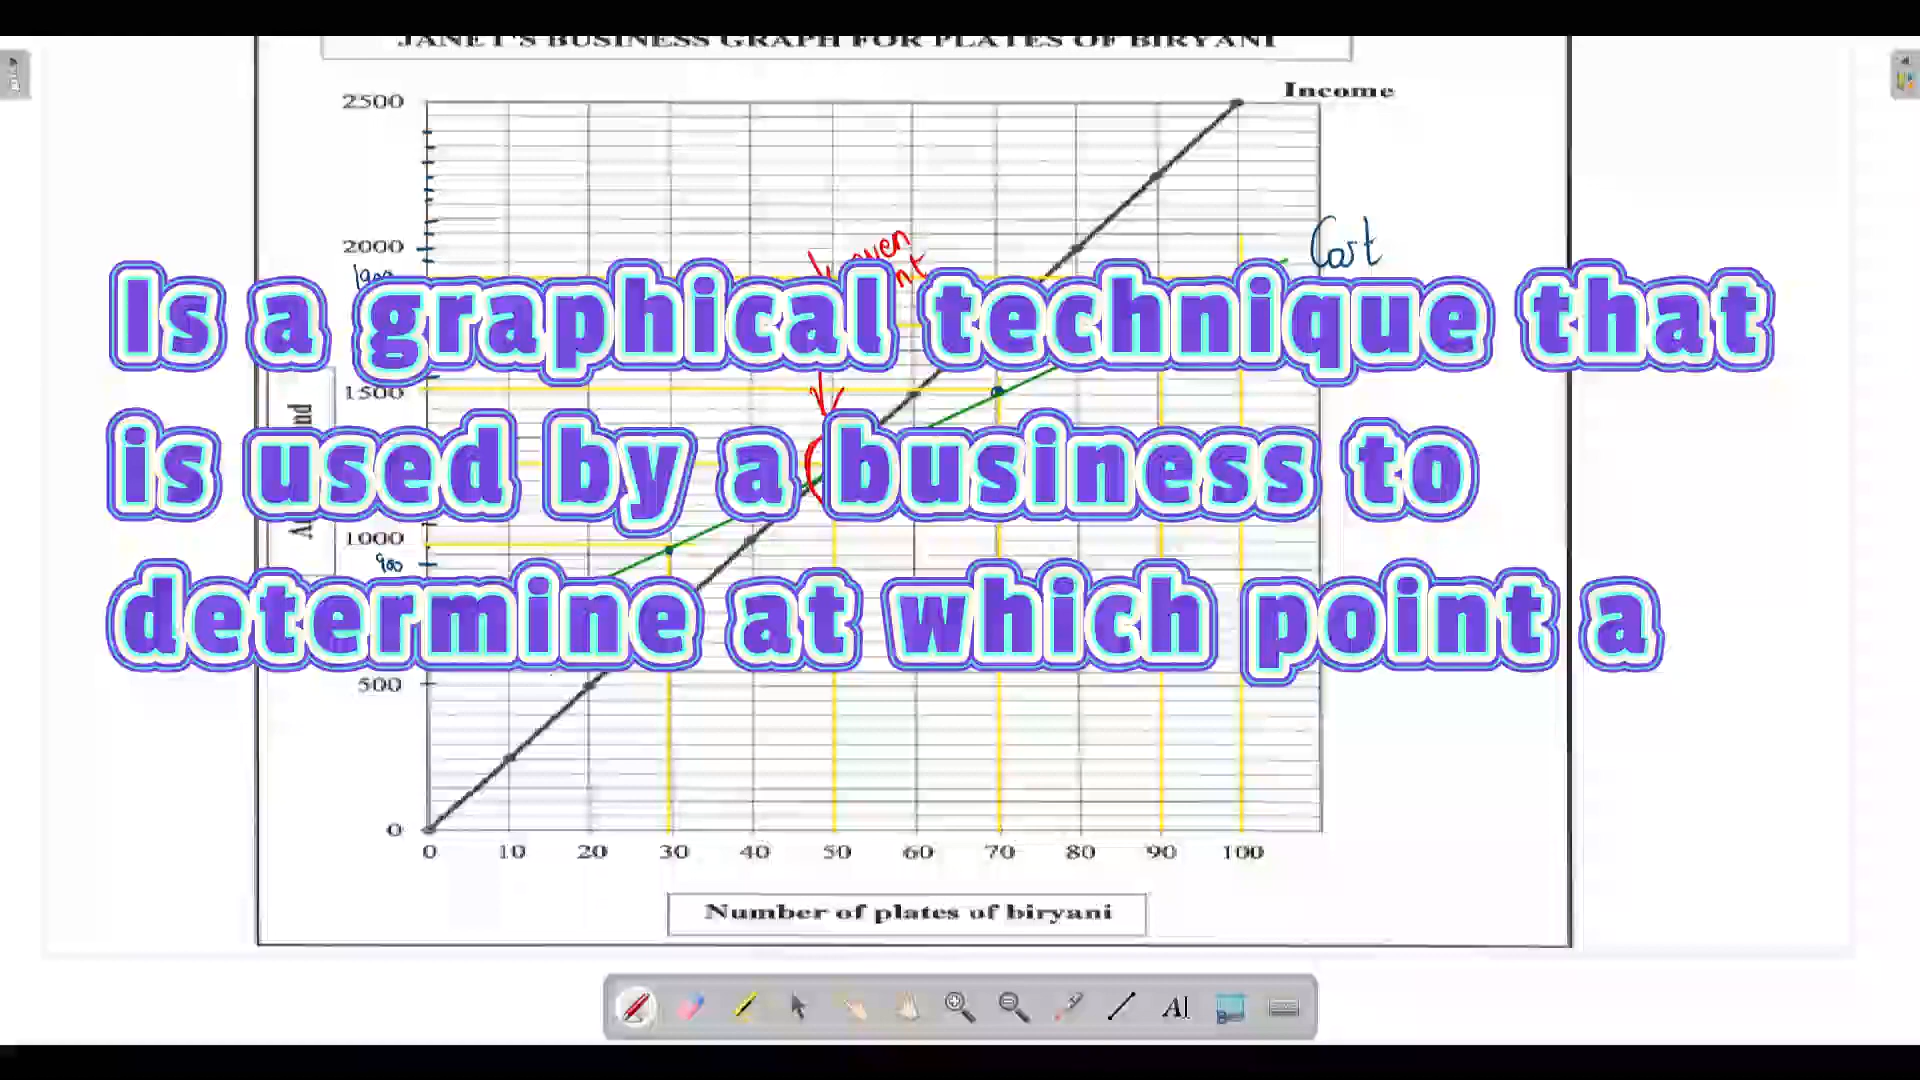 JANET'S BUSINESS GRAPH FOR PLATES OF BIRYANI
Income
2500
2000
Cost
1900
Is a graphical technique that
1500
is used by a business to
1000
900
determine at which point a
500
0
0 10 20 30 40 50 60 70 80 90 100
Number of plates of biryani